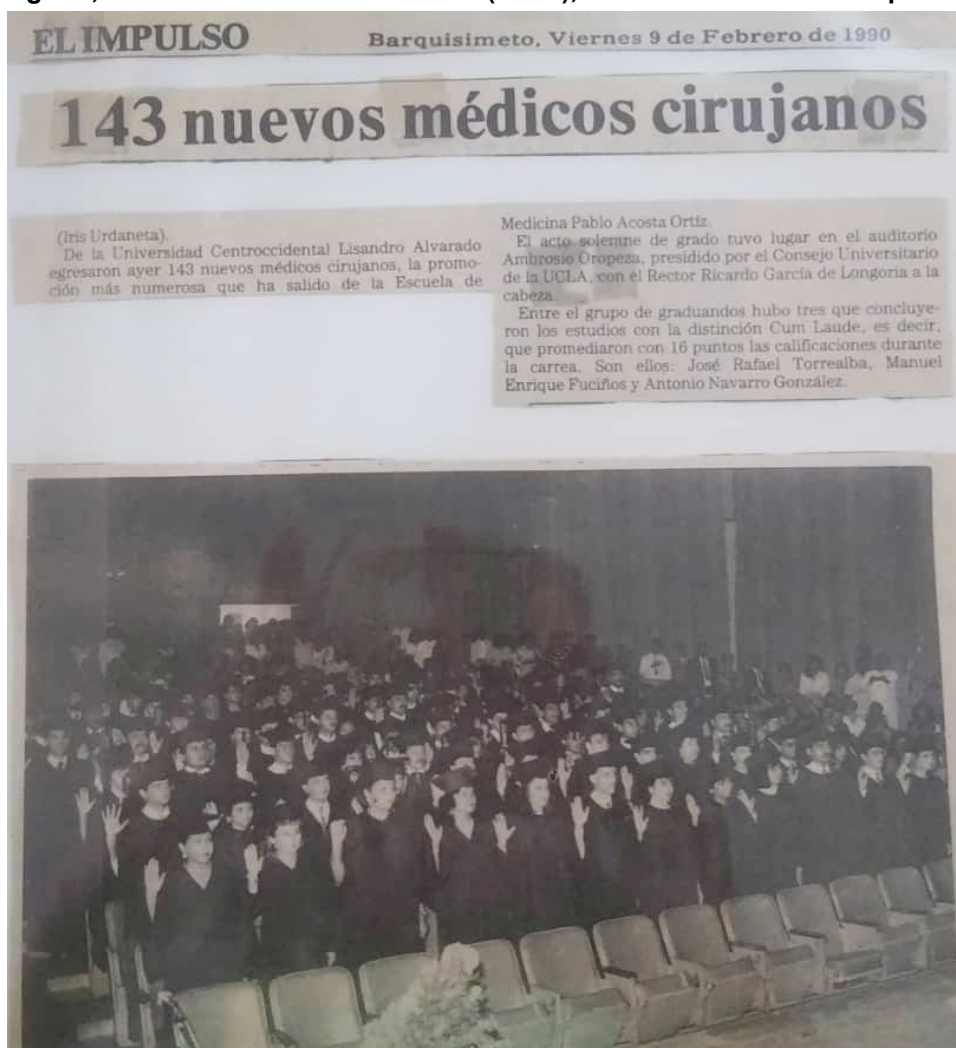 EL IMPULSO
Barquisimeto, Viernes 9 de Febrero de 1990
143 nuevos médicos cirujanos
(Iris Urdaneta).
De la Universidad Centroccidental Lisandro Alvarado
egresaron ayer 143 nuevos médicos cirujanos, la promo-
ción más numerosa que ha salido de la Escuela de
Medicina Pablo Acosta Ortíz.
El acto solemne de grado tuvo lugar en el auditorio
Ambrosio Oropeza, presidido por el Consejo Universitario
de la UCLA, con el Rector Ricardo García de Longoria a la
cabeza.
Entre el grupo de graduandos hubo tres que concluye-
ron los estudios con la distinción Cum Laude, es decir,
que promediaron con 16 puntos las calificaciones durante
la carrea. Son ellos: José Rafael Torrealba, Manuel
Enrique Fuciños y Antonio Navarro González.